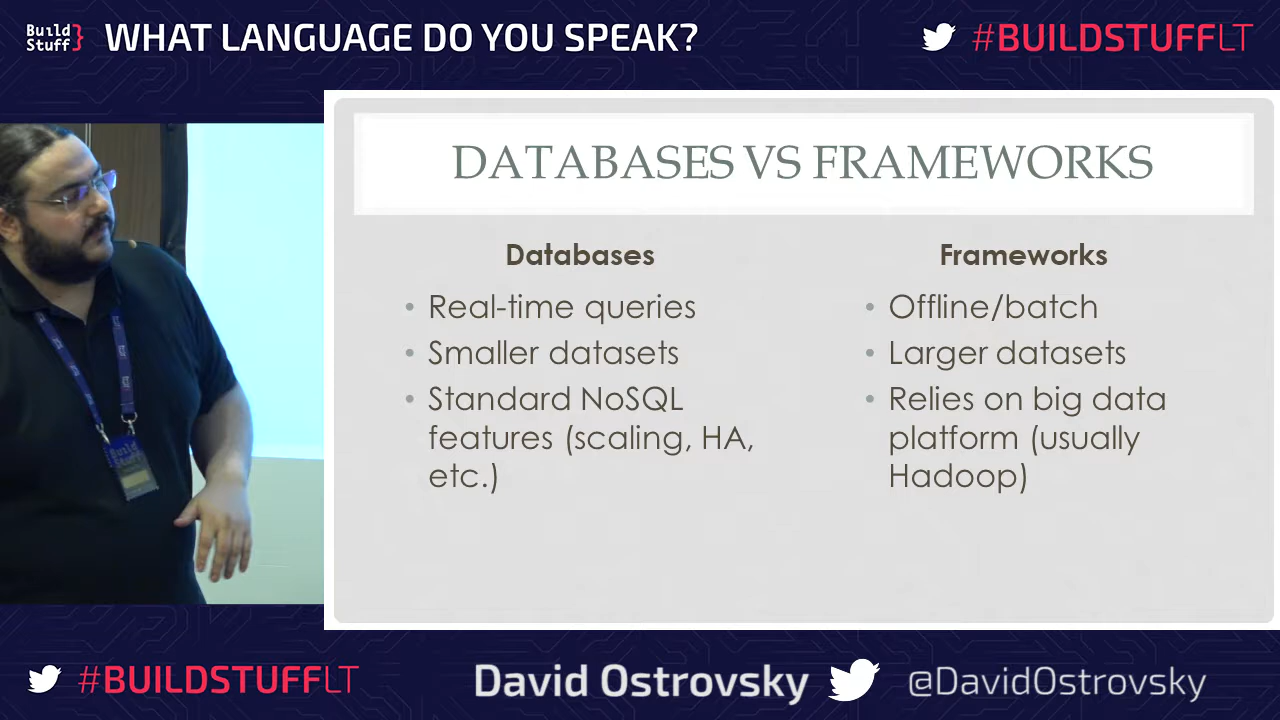 Build
Stuff}
WHAT LANGUAGE DO YOU SPEAK?
#BUILDSTUFFLT
DATABASES VS FRAMEWORKS
Databases
• Real-time queries
• Smaller datasets
• Standard NoSQL
features (scaling, HA,
etc.)
Frameworks
• Offline/batch
• Larger datasets
• Relies on big data
platform (usually
Hadoop)
Build
Stuff
#BUILDSTUFFLT
David Ostrovsky
@DavidOstrovsky